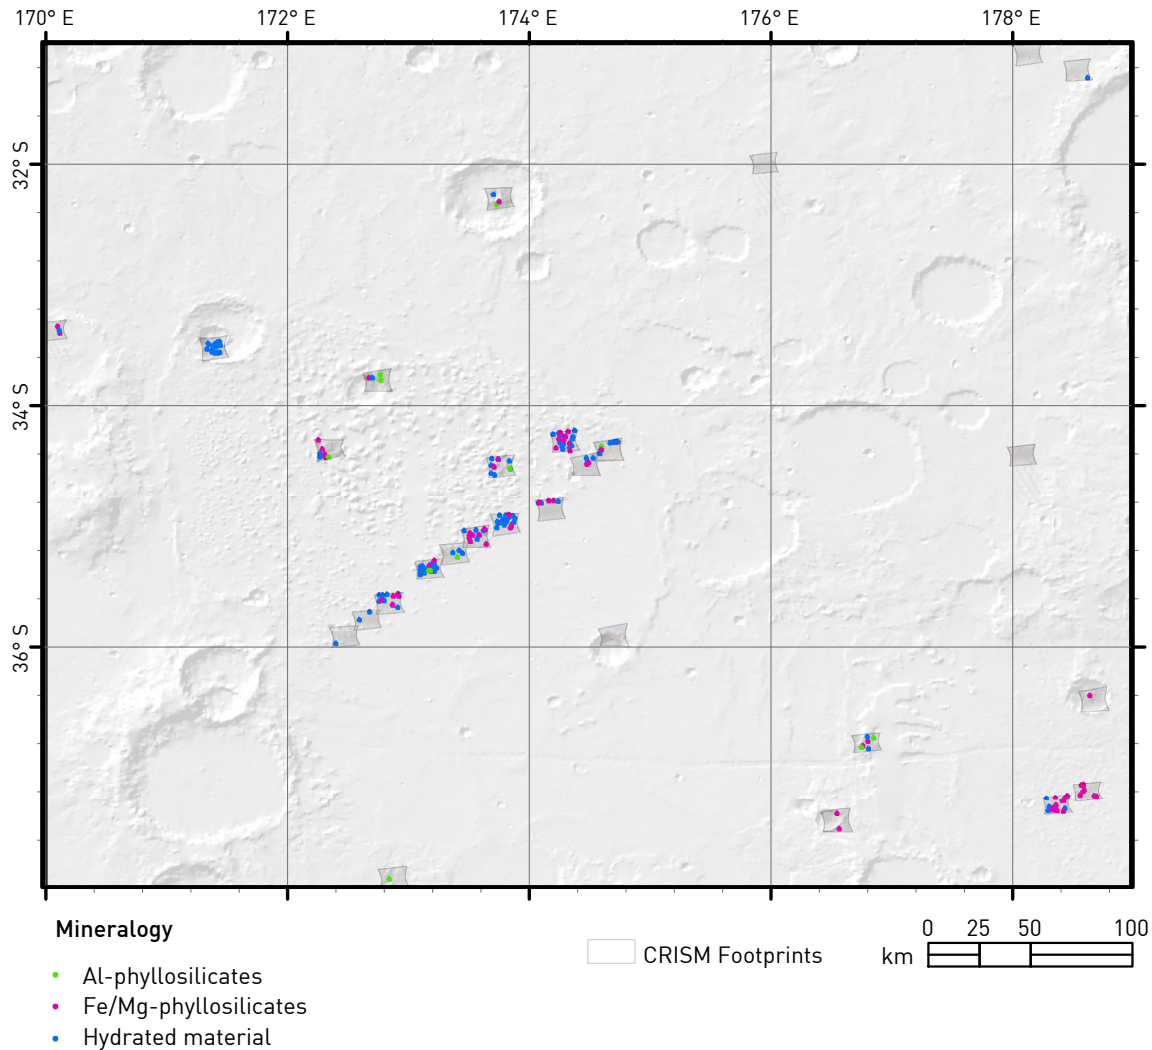 170° E 172° E 174° E 176° E 178° E
32° S
34° S
36° S
Mineralogy
Al-phyllosilicates
Fe/Mg-phyllosilicates
Hydrated material
CRISM Footprints
km 0 25 50 100